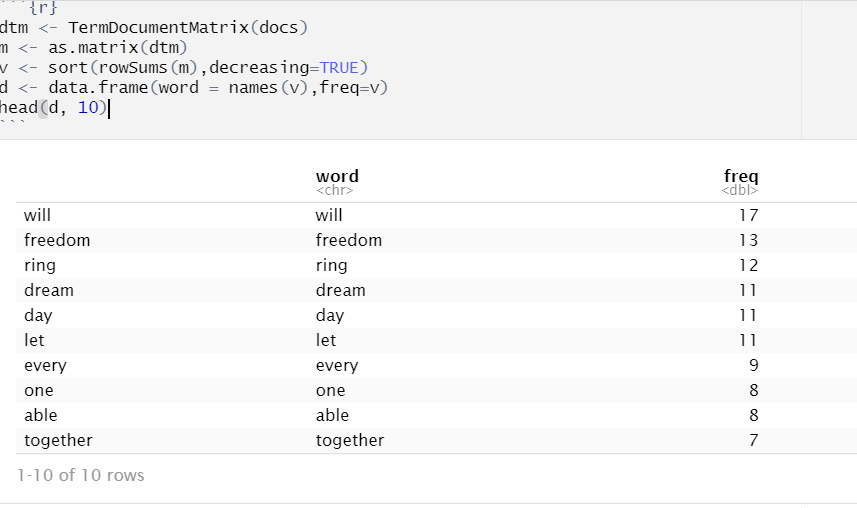 ```{r}
dtm <- TermDocumentMatrix(docs)
m <- as.matrix(dtm)
v <- sort(rowSums(m),decreasing=TRUE)
d <- data.frame(word = names(v),freq=v)
head(d, 10)
```
word freq
<chr> <dbl>
will will 17
freedom freedom 13
ring ring 12
dream dream 11
day day 11
let let 11
every every 9
one one 8
able able 8
together together 7
1-10 of 10 rows